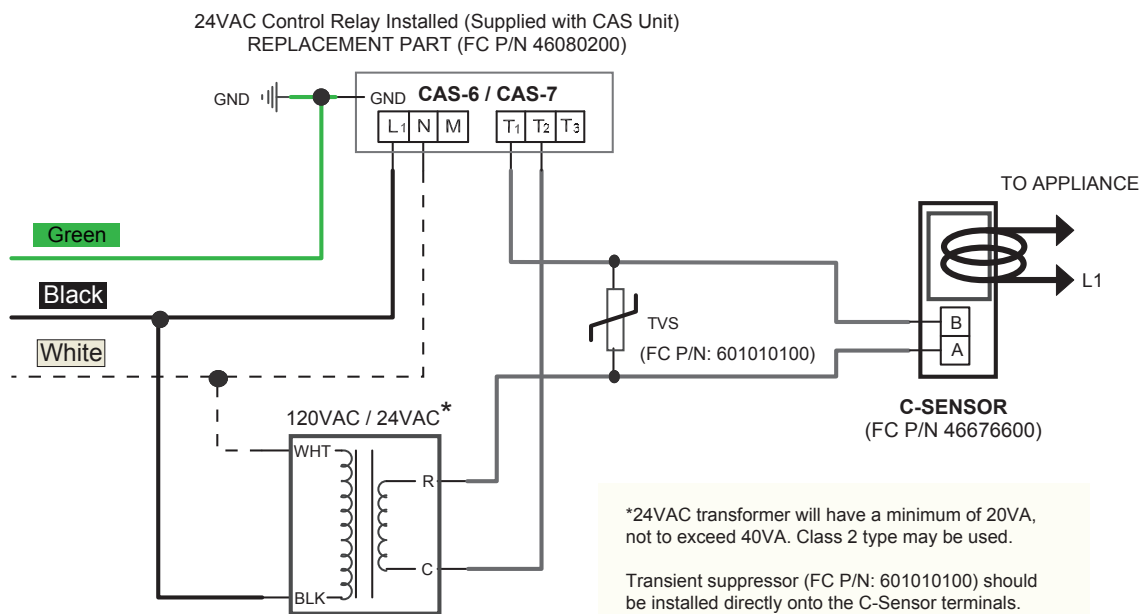 24VAC Control Relay Installed (Supplied with CAS Unit)
REPLACEMENT PART (FC P/N 46080200)
GND
GND
CAS-6 / CAS-7
L1 N M
T1 T2 T3
TO APPLIANCE
Green
L1
Black
B
TVS
White
A
(FC P/N: 601010100)
C-SENSOR
(FC P/N 46676600)
120VAC / 24VAC*
WHT
R
C
BLK
*24VAC transformer will have a minimum of 20VA,
not to exceed 40VA. Class 2 type may be used.
Transient suppressor (FC P/N: 601010100) should
be installed directly onto the C-Sensor terminals.